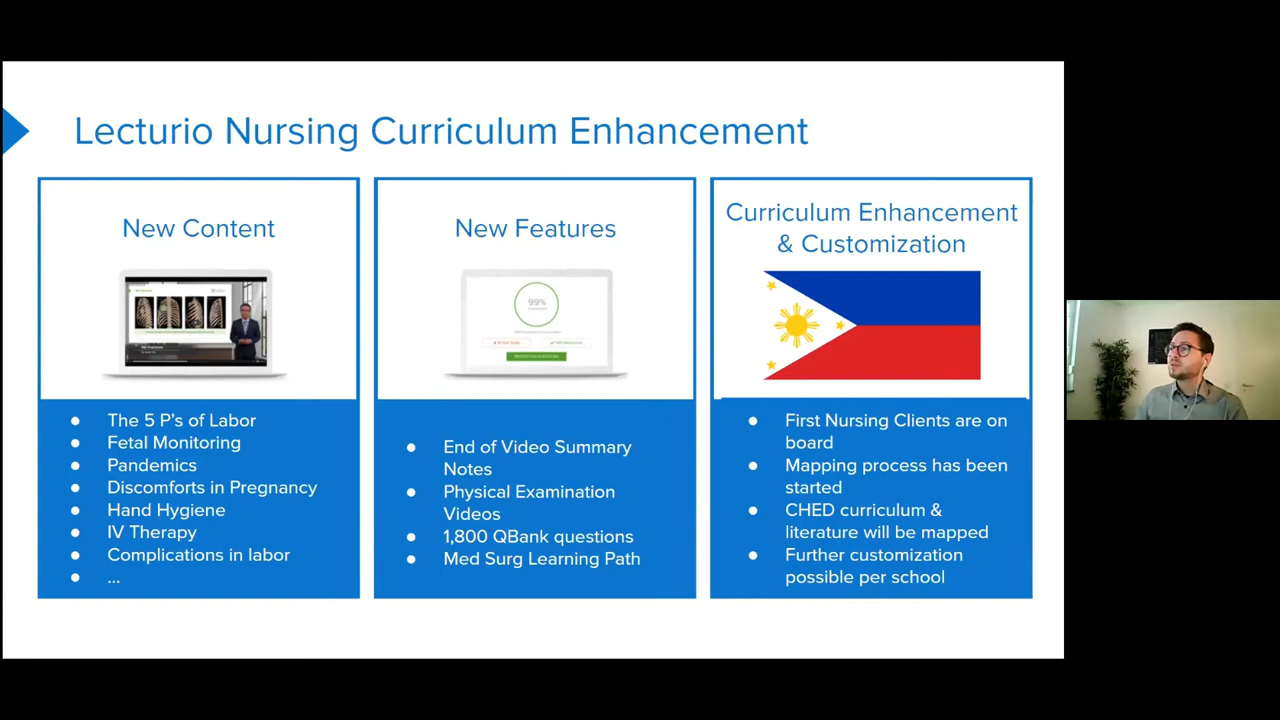 Lecturio Nursing Curriculum Enhancement
New Content
The 5 P's of Labor
Fetal Monitoring
Pandemics
Discomforts in Pregnancy
Hand Hygiene
IV Therapy
Complications in labor
...
New Features
99%
End of Video Summary
Notes
Physical Examination
Videos
1,800 QBank questions
Med Surg Learning Path
Curriculum Enhancement
& Customization
First Nursing Clients are on
board
Mapping process has been
started
CHED curriculum &
literature will be mapped
Further customization
possible per school